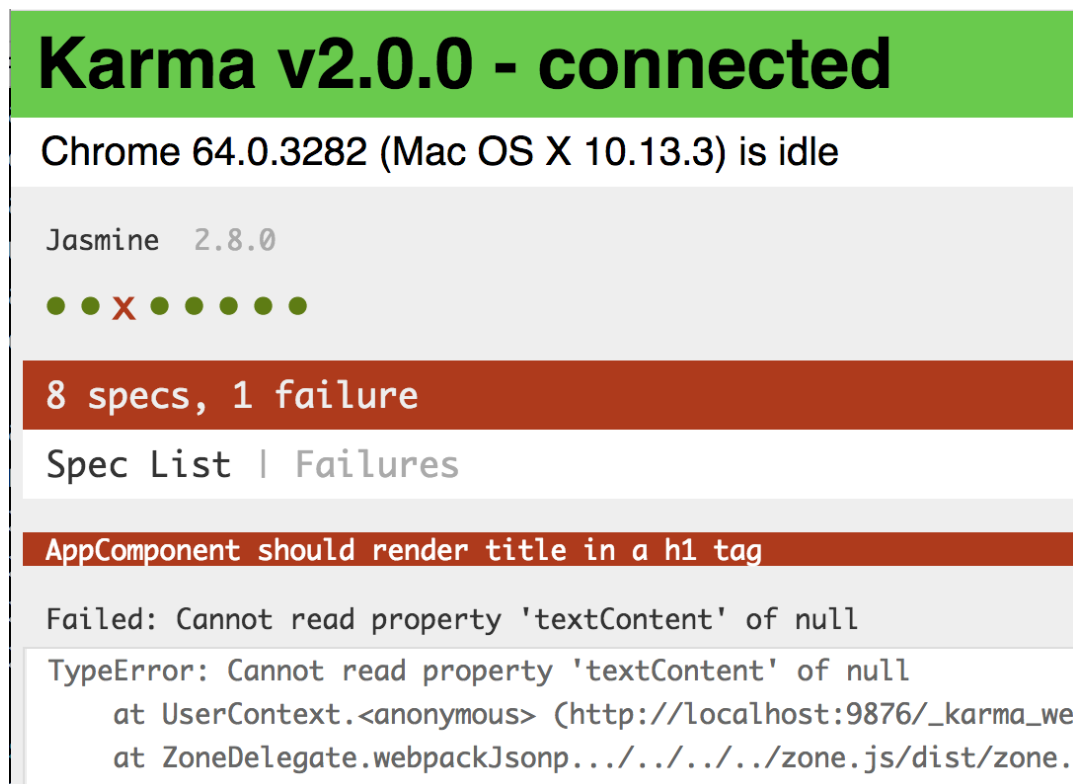 Karma v2.0.0 - connected
Chrome 64.0.3282 (Mac OS X 10.13.3) is idle
Jasmine 2.8.0
••x•••••
8 specs, 1 failure
Spec List | Failures
AppComponent should render title in a h1 tag
Failed: Cannot read property 'textContent' of null
TypeError: Cannot read property 'textContent' of null
at UserContext.<anonymous> (http://localhost:9876/_karma_we
at ZoneDelegate.webpackJsonp.../../../../zone.js/dist/zone.